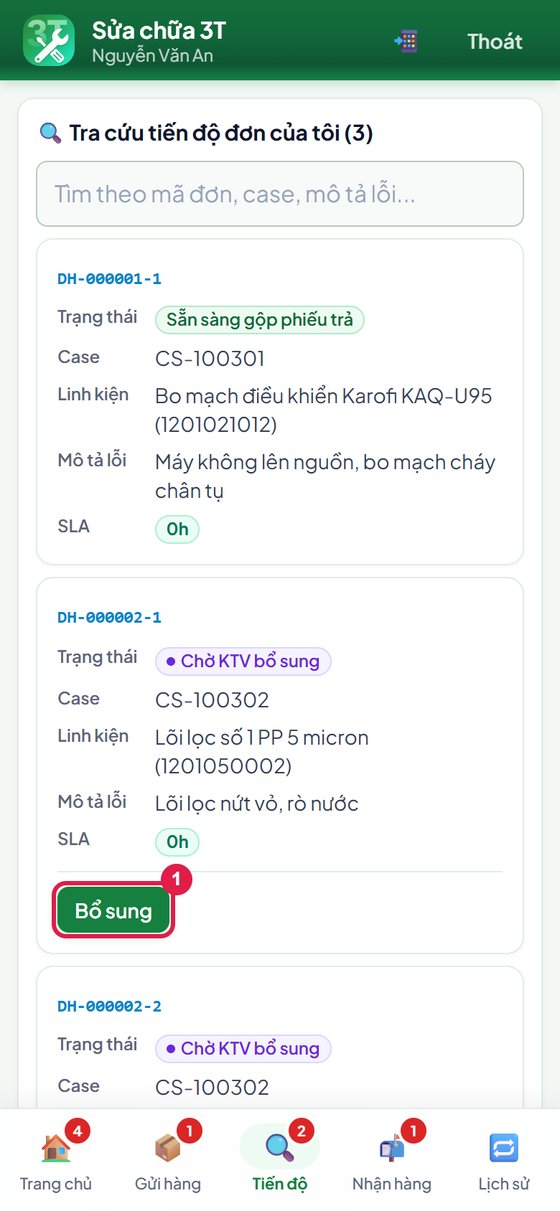 3T
Sửa chữa 3T
Nguyễn Văn An
Thoát
Tra cứu tiến độ đơn của tôi (3)
Tìm theo mã đơn, case, mô tả lỗi...
DH-000001-1
Trạng thái Sẵn sàng gộp phiếu trả
Case CS-100301
Linh kiện Bo mạch điều khiển Karofi KAQ-U95
(1201021012)
Mô tả lỗi Máy không lên nguồn, bo mạch cháy
chân tụ
SLA 0h
DH-000002-1
Trạng thái Chờ KTV bổ sung
Case CS-100302
Linh kiện Lõi lọc số 1 PP 5 micron
(1201050002)
Mô tả lỗi Lõi lọc nứt vỏ, rò nước
SLA 0h
1
Bổ sung
DH-000002-2
Trạng thái Chờ KTV bổ sung
Case CS-100302
4 1 2 1
Trang chủ Gửi hàng Tiến độ Nhận hàng Lịch sử